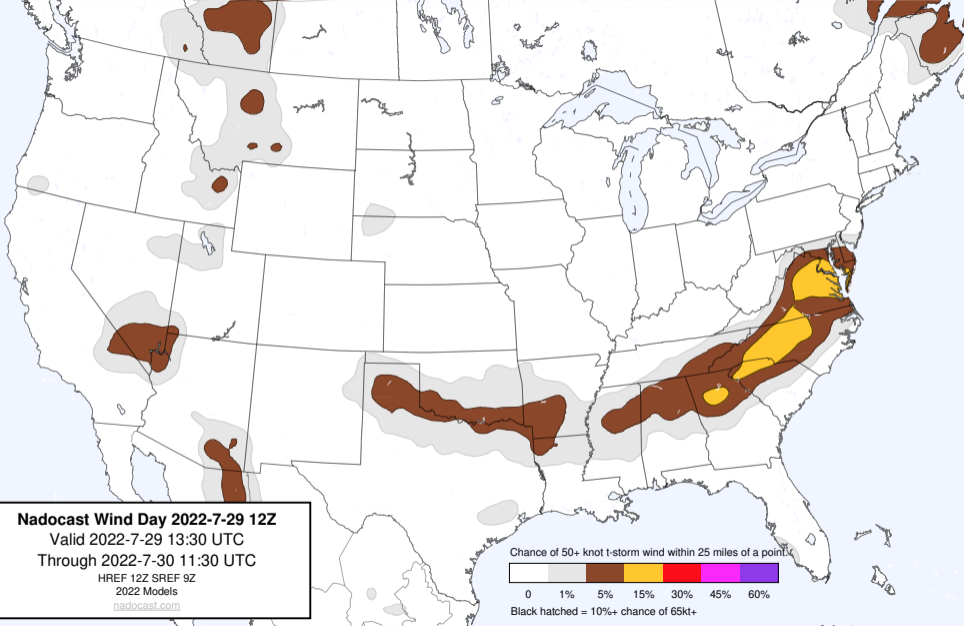 Nadocast Wind Day 2022-7-29 12Z
Valid 2022-7-29 13:30 UTC
Through 2022-7-30 11:30 UTC
HREF 12Z SREF 9Z
2022 Models
nadocast.com
Chance of 50+ knot t-storm wind within 25 miles of a point.
0 1% 5% 15% 30% 45% 60%
Black hatched = 10%+ chance of 65kt+